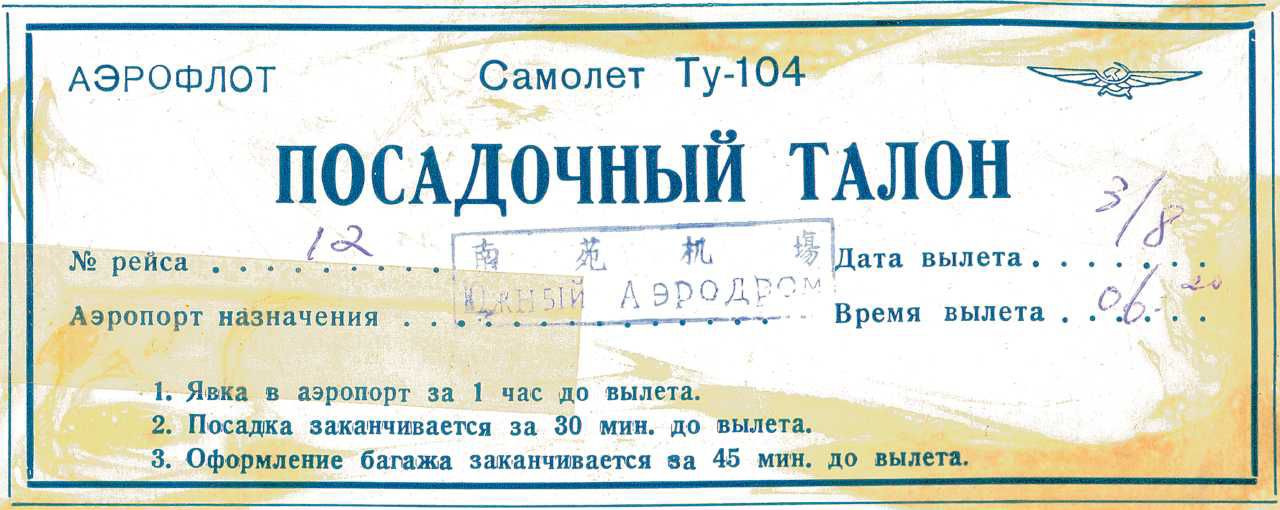 АЭРОФЛОТ Самолет Ту-104
ПОСАДОЧНЫЙ ТАЛОН
№ рейса . . . . . . . . . 12
南苑机場
ЮЖНЫЙ АЭРОДРОМ
Дата вылета . . . . . . . 3/8
Аэропорт назначения . . . . . . . . . . . . . .
Время вылета . . . . . . 06-20
1. Явка в аэропорт за 1 час до вылета.
2. Посадка заканчивается за 30 мин. до вылета.
3. Оформление багажа заканчивается за 45 мин. до вылета.